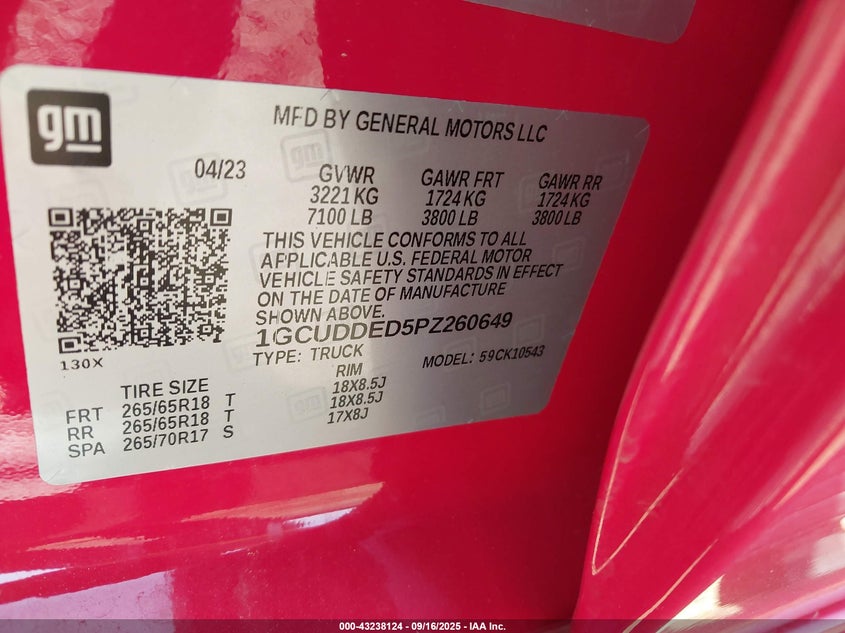 gm
MFD BY GENERAL MOTORS LLC
04/23 GVWR GAWR FRT GAWR RR
3221 KG 1724 KG 1724 KG
7100 LB 3800 LB 3800 LB
THIS VEHICLE CONFORMS TO ALL
APPLICABLE U.S. FEDERAL MOTOR
VEHICLE SAFETY STANDARDS IN EFFECT
ON THE DATE OF MANUFACTURE
SHOWN ABOVE.
1GCUDDED5PZ260649
TYPE: TRUCK MODEL: 59CK10543
130X
TIRE SIZE RIM
FRT 265/65R18 T 18X8.5J
RR 265/65R18 T 18X8.5J
SPA 265/70R17 S 17X8J
000-43238124 - 09/16/2025 - IAA Inc.